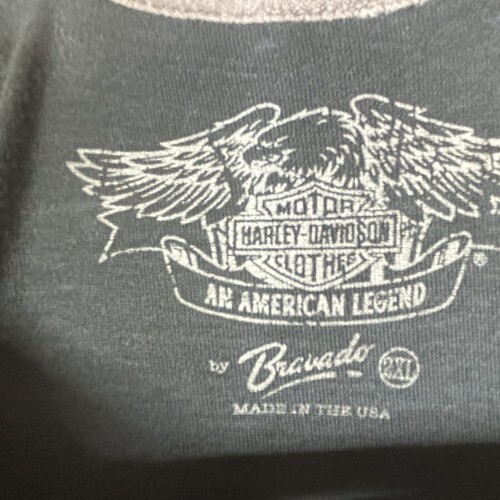 MOTOR
HARLEY-DAVIDSON
CLOTHES
®
AN AMERICAN LEGEND
by Bravado 2XL
MADE IN THE USA